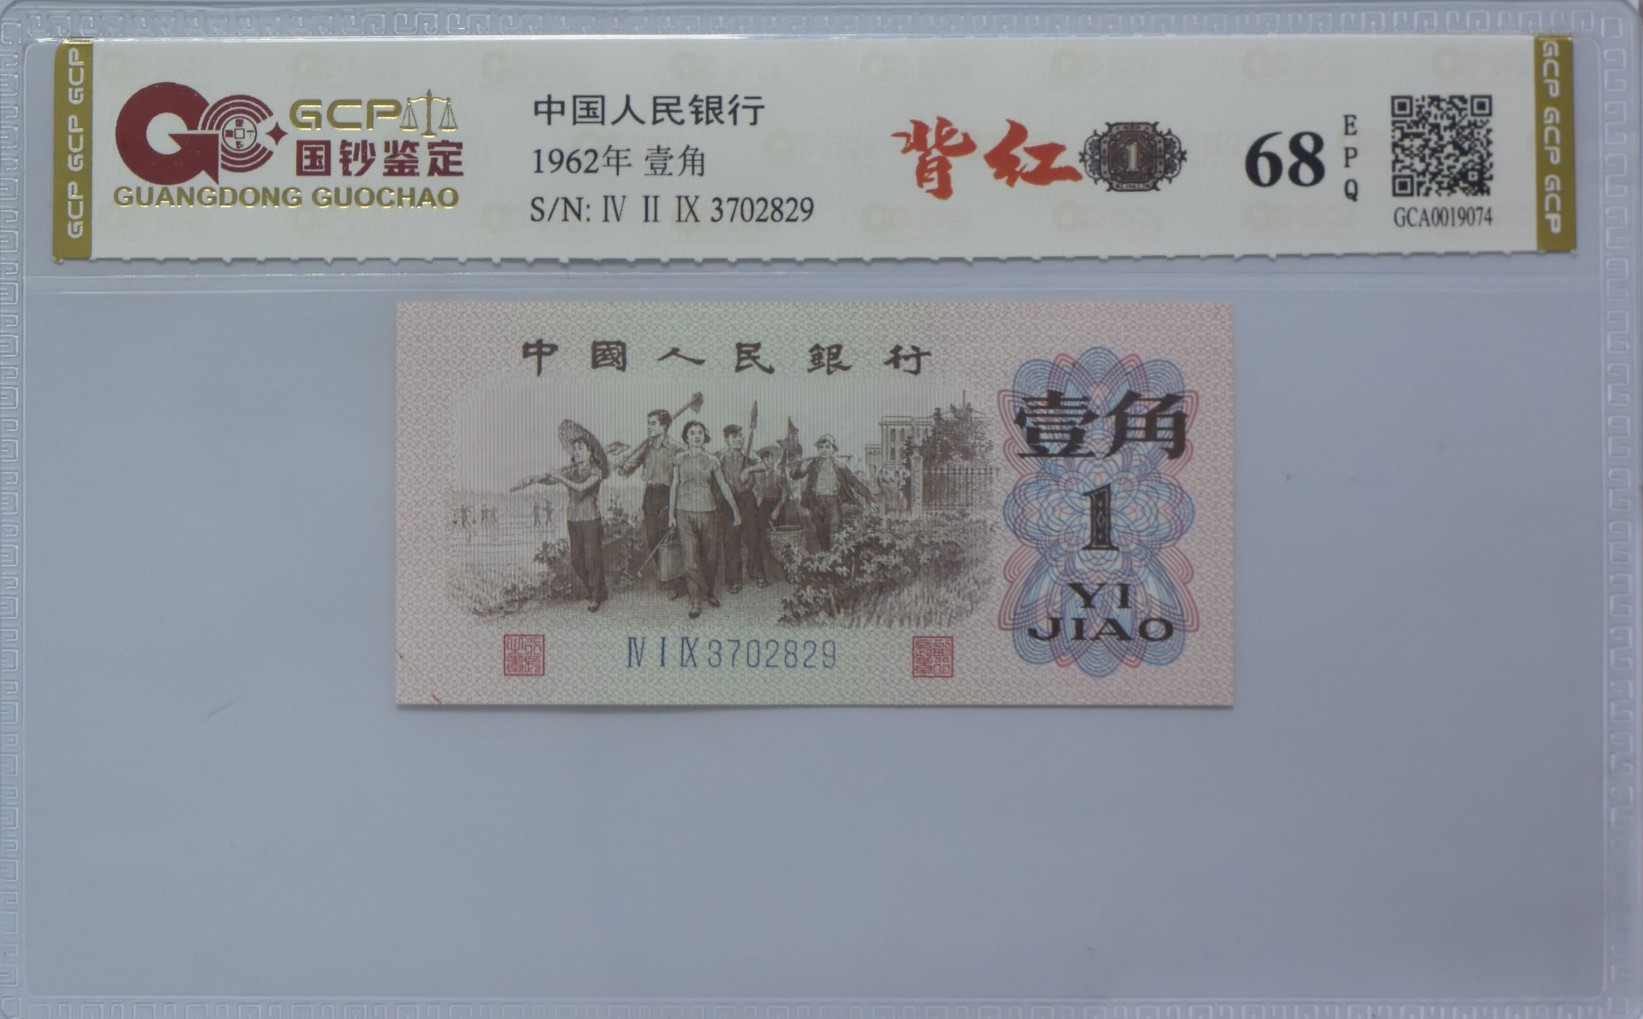 GCP GCP GCP
GCP
国钞鉴定
GUANGDONG GUOCHAO
中国人民银行
1962年 壹角
S/N: Ⅳ Ⅱ Ⅸ 3702829
背红
1
68
EPQ
GCA0019074
GCP GCP GCP
中國人民銀行
壹角
1
YI
JIAO
Ⅳ Ⅰ Ⅸ 3702829